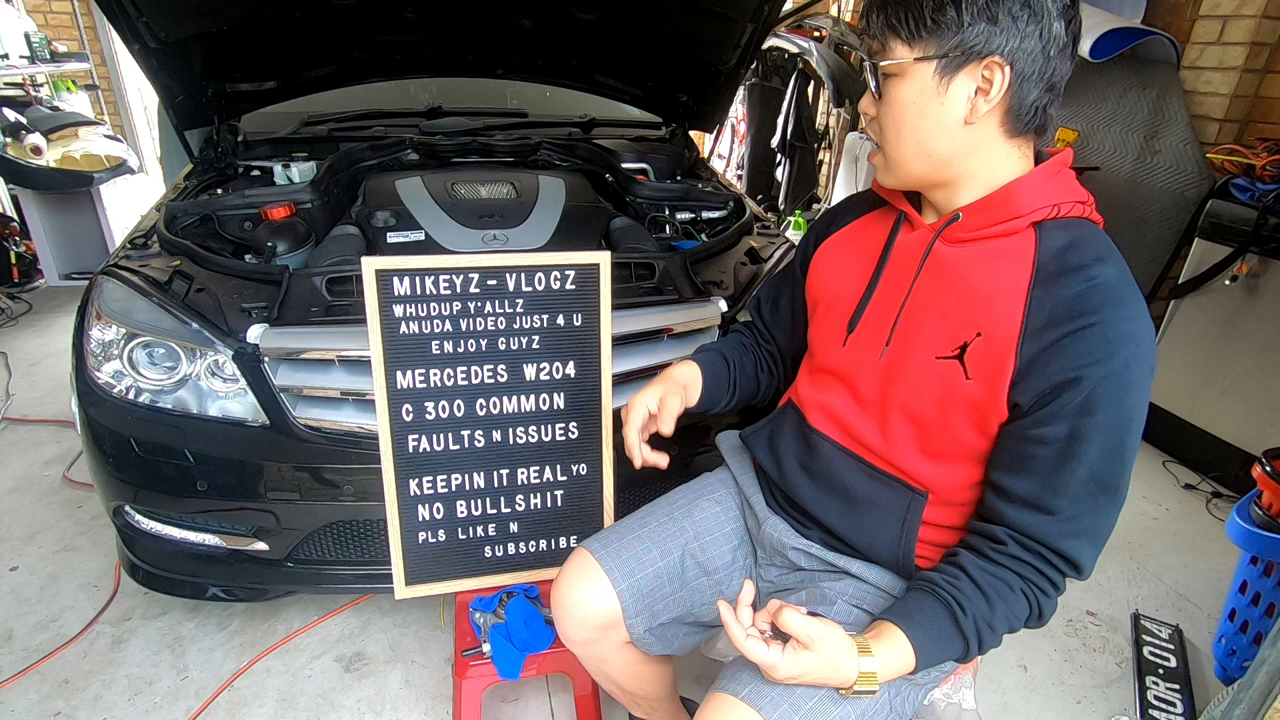 MIKEYZ-VLOGZ
WHUDUP Y'ALLZ
ANUDA VIDEO JUST 4 U
ENJOY GUYZ
MERCEDES W204
C 300 COMMON
FAULTS N ISSUES
KEEPIN IT REAL YO
NO BULLSHIT
PLS LIKE N
SUBSCRIBE